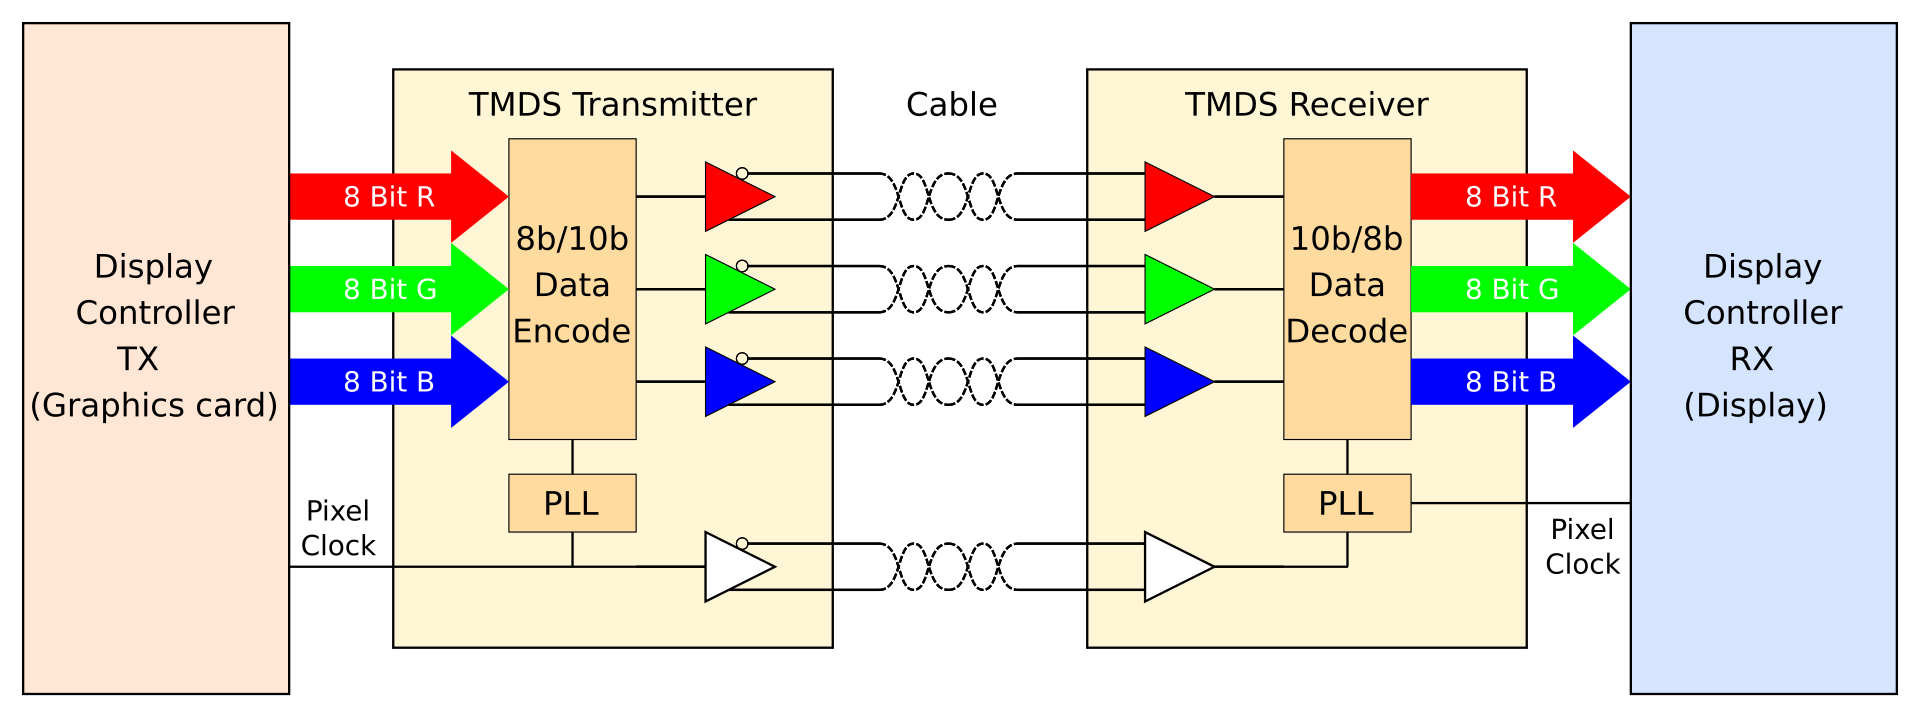 Display
Controller
TX
(Graphics card)
8 Bit R
8 Bit G
8 Bit B
Pixel
Clock
TMDS Transmitter
8b/10b
Data
Encode
PLL
Cable
TMDS Receiver
10b/8b
Data
Decode
PLL
8 Bit R
8 Bit G
8 Bit B
Pixel
Clock
Display
Controller
RX
(Display)